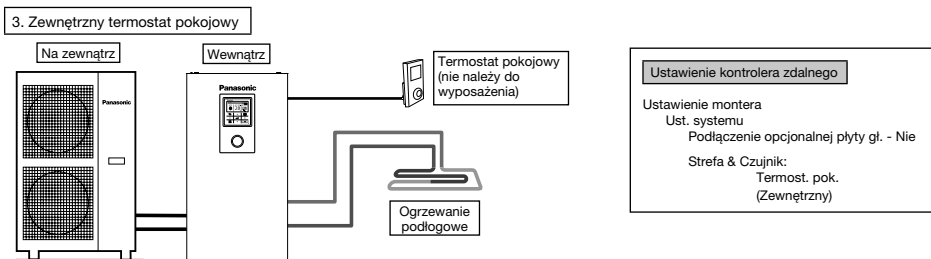 3. Zewnętrzny termostat pokojowy
Na zewnątrz
Wewnątrz
Panasonic
Panasonic
Termostat pokojowy
(nie należy do
wyposażenia)
Ogrzewanie
podłogowe
Ustawienie kontrolera zdalnego
Ustawienie montera
Ust. systemu
Podłączenie opcjonalnej płyty gł. - Nie
Strefa & Czujnik:
Termost. pok.
(Zewnętrzny)